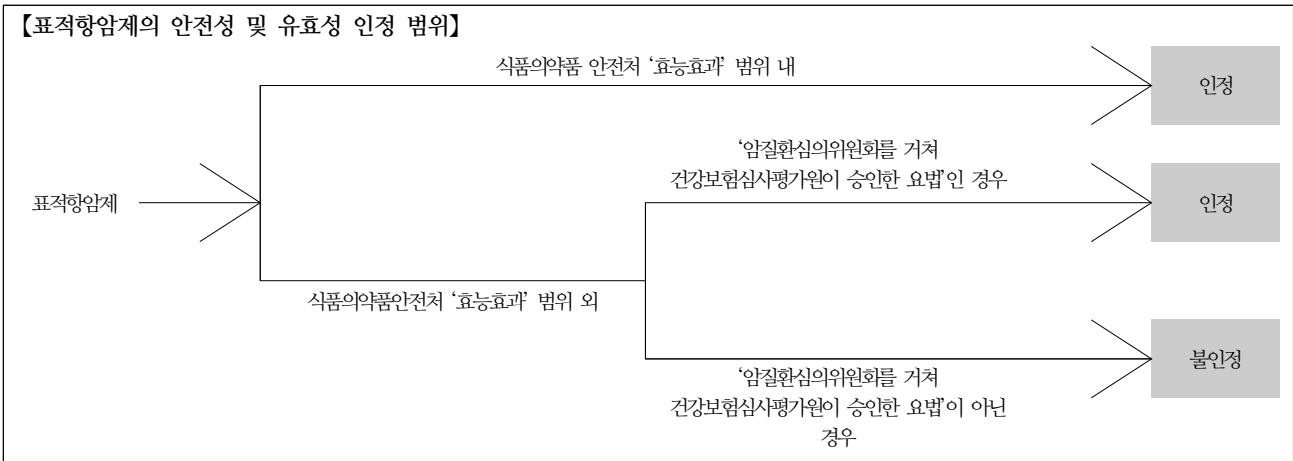 【표적항암제의 안전성 및 유효성 인정 범위】
식품의약품 안전처 ‘효능효과’ 범위 내
인정
‘암질환심의위원회를 거쳐
건강보험심사평가원이 승인한 요법’인 경우
표적항암제
인정
식품의약품안전처 ‘효능효과’ 범위 외
불인정
‘암질환심의위원회를 거쳐
건강보험심사평가원이 승인한 요법’이 아닌
경우